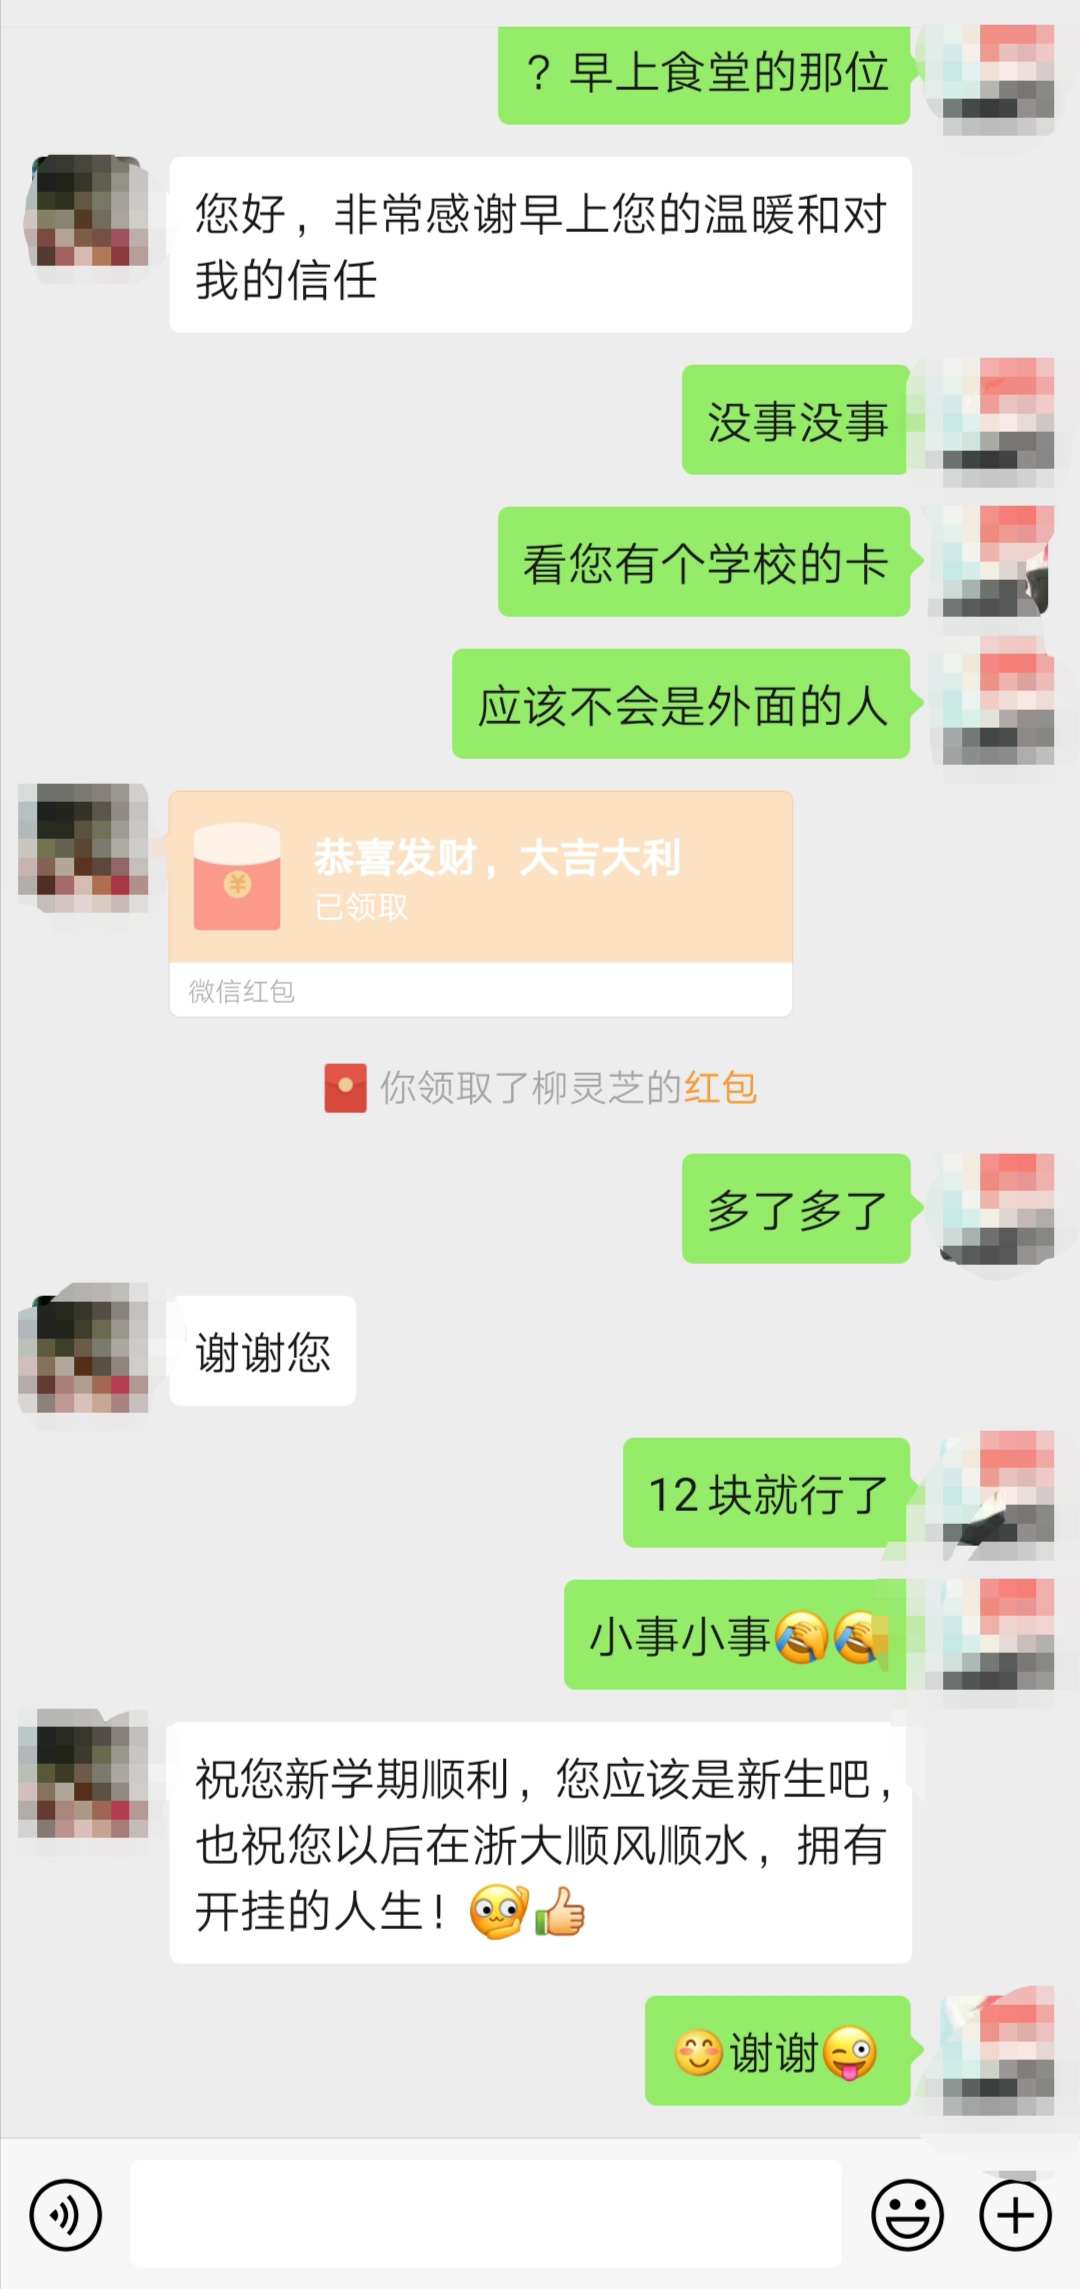 ？早上食堂的那位
您好，非常感谢早上您的温暖和对
我的信任
没事没事
看您有个学校的卡
应该不会是外面的人
恭喜发财，大吉大利
已领取
微信红包
你领取了柳灵芝的红包
多了多了
谢谢您
12块就行了
小事小事🤦🤦
祝您新学期顺利，您应该是新生吧，
也祝您以后在浙大顺风顺水，拥有
开挂的人生！👍
😊谢谢😜